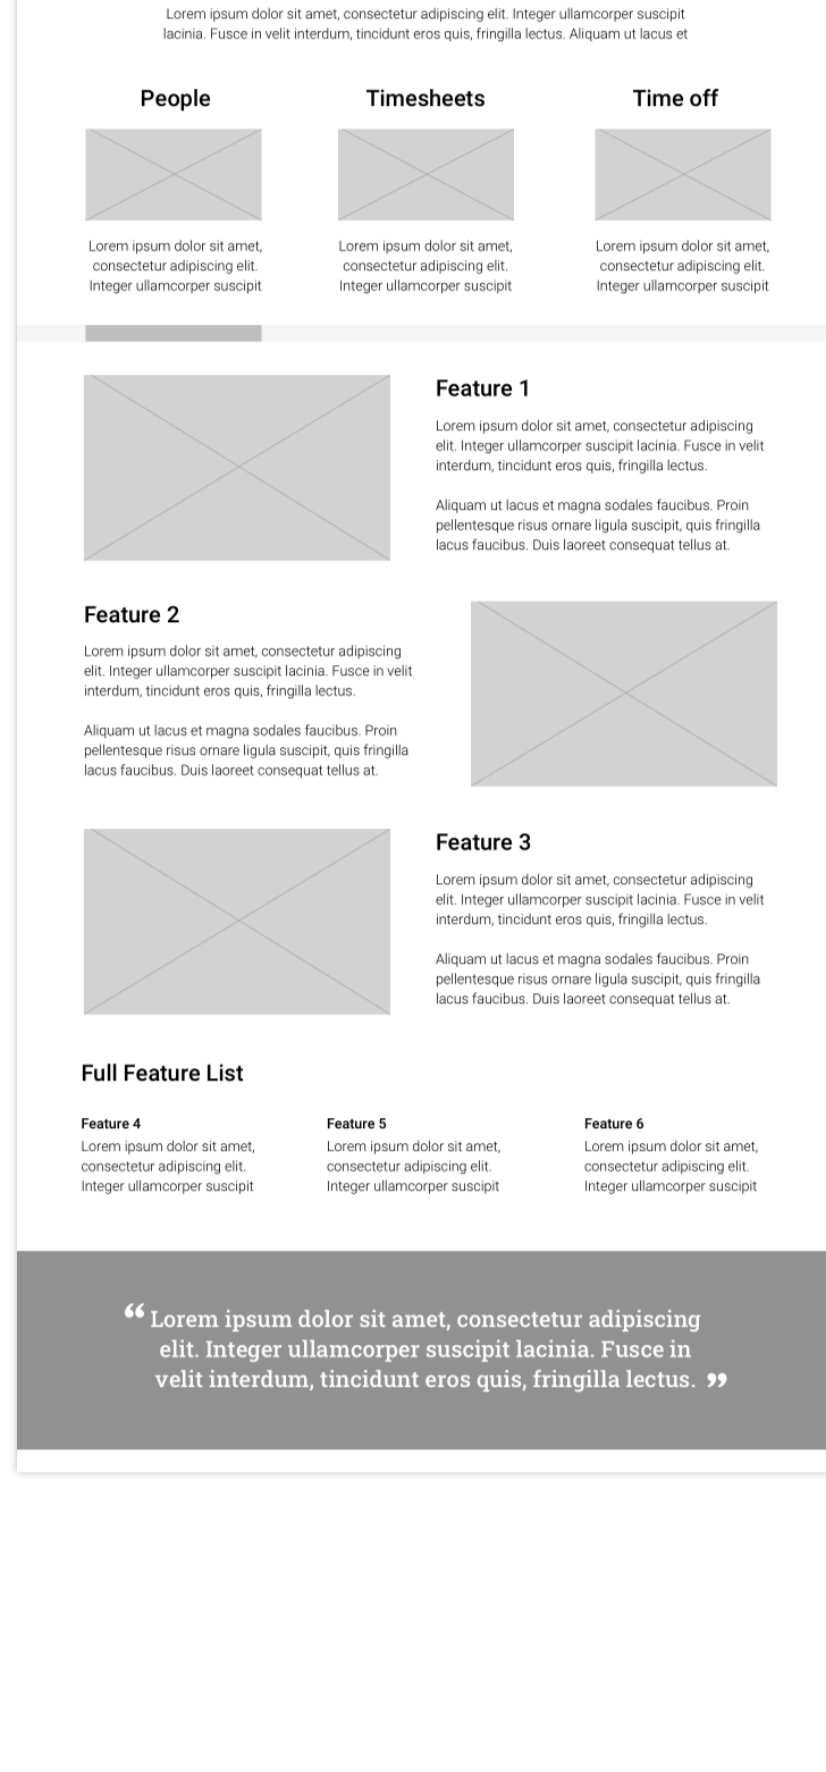 Lorem ipsum dolor sit amet, consectetur adipiscing elit. Integer ullamcorper suscipit
lacinia. Fusce in velit interdum, tincidunt eros quis, fringilla lectus. Aliquam ut lacus et
People
Lorem ipsum dolor sit amet,
consectetur adipiscing elit.
Integer ullamcorper suscipit
Timesheets
Lorem ipsum dolor sit amet,
consectetur adipiscing elit.
Integer ullamcorper suscipit
Time off
Lorem ipsum dolor sit amet,
consectetur adipiscing elit.
Integer ullamcorper suscipit
Feature 1
Lorem ipsum dolor sit amet, consectetur adipiscing
elit. Integer ullamcorper suscipit lacinia. Fusce in velit
interdum, tincidunt eros quis, fringilla lectus.
Aliquam ut lacus et magna sodales faucibus. Proin
pellentesque risus ornare ligula suscipit, quis fringilla
lacus faucibus. Duis laoreet consequat tellus at.
Feature 2
Lorem ipsum dolor sit amet, consectetur adipiscing
elit. Integer ullamcorper suscipit lacinia. Fusce in velit
interdum, tincidunt eros quis, fringilla lectus.
Aliquam ut lacus et magna sodales faucibus. Proin
pellentesque risus ornare ligula suscipit, quis fringilla
lacus faucibus. Duis laoreet consequat tellus at.
Feature 3
Lorem ipsum dolor sit amet, consectetur adipiscing
elit. Integer ullamcorper suscipit lacinia. Fusce in velit
interdum, tincidunt eros quis, fringilla lectus.
Aliquam ut lacus et magna sodales faucibus. Proin
pellentesque risus ornare ligula suscipit, quis fringilla
lacus faucibus. Duis laoreet consequat tellus at.
Full Feature List
Feature 4
Lorem ipsum dolor sit amet,
consectetur adipiscing elit.
Integer ullamcorper suscipit
Feature 5
Lorem ipsum dolor sit amet,
consectetur adipiscing elit.
Integer ullamcorper suscipit
Feature 6
Lorem ipsum dolor sit amet,
consectetur adipiscing elit.
Integer ullamcorper suscipit
“ Lorem ipsum dolor sit amet, consectetur adipiscing
elit. Integer ullamcorper suscipit lacinia. Fusce in
velit interdum, tincidunt eros quis, fringilla lectus. ”